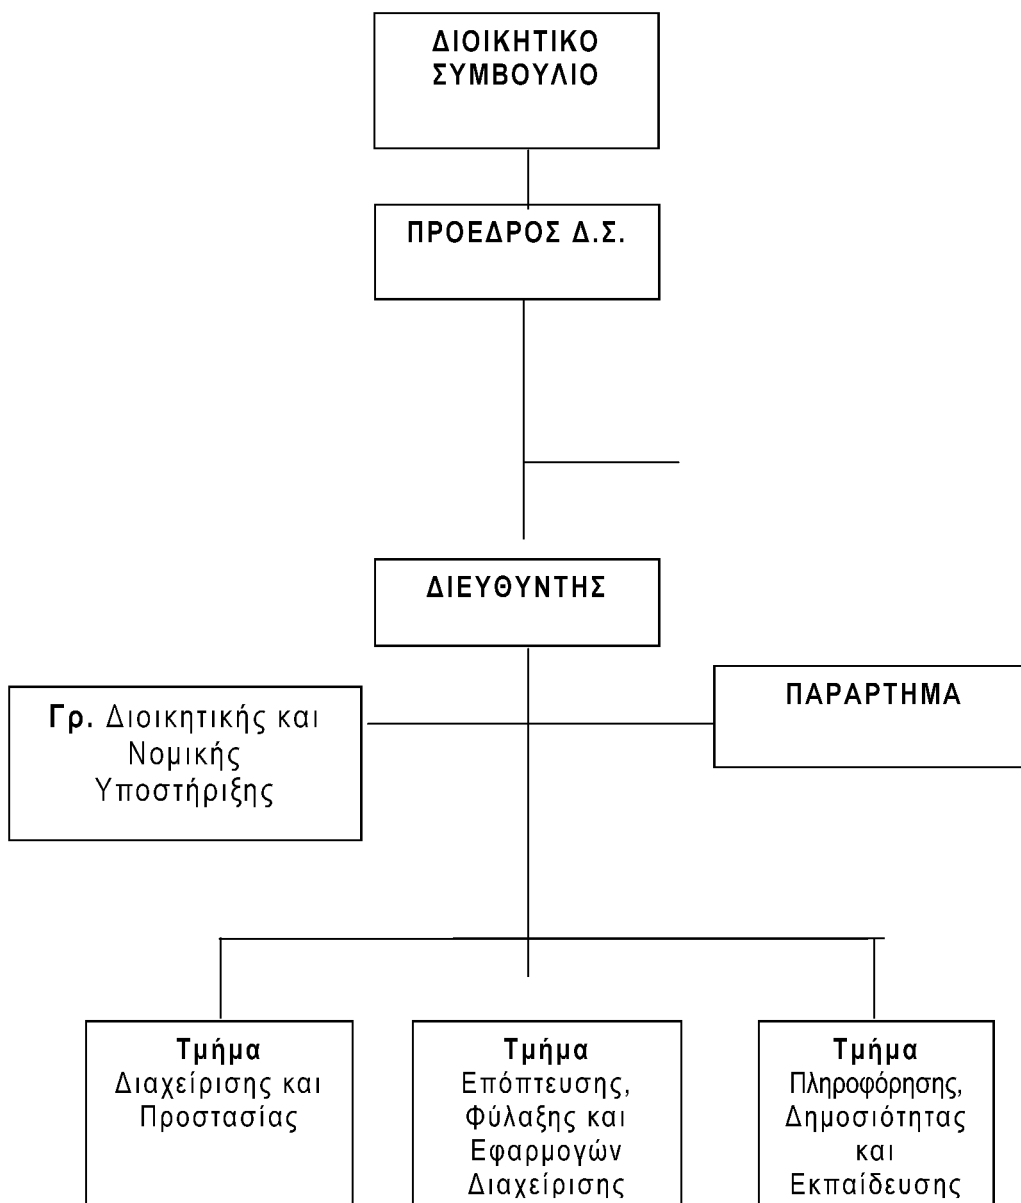 ΔΙΟΙΚΗΤΙΚΟ
ΣΥΜΒΟΥΛΙΟ
ΠΡΟΕΔΡΟΣ Δ.Σ.
ΔΙΕΥΘΥΝΤΗΣ
Γρ. Διοικητικής και
Νομικής
Υποστήριξης
ΠΑΡΑΡΤΗΜΑ
Τμήμα
Διαχείρισης και
Προστασίας
Τμήμα
Επόπτευσης,
Φύλαξης και
Εφαρμογών
Διαχείρισης
Τμήμα
Πληροφόρησης,
Δημοσιότητας
και
Εκπαίδευσης